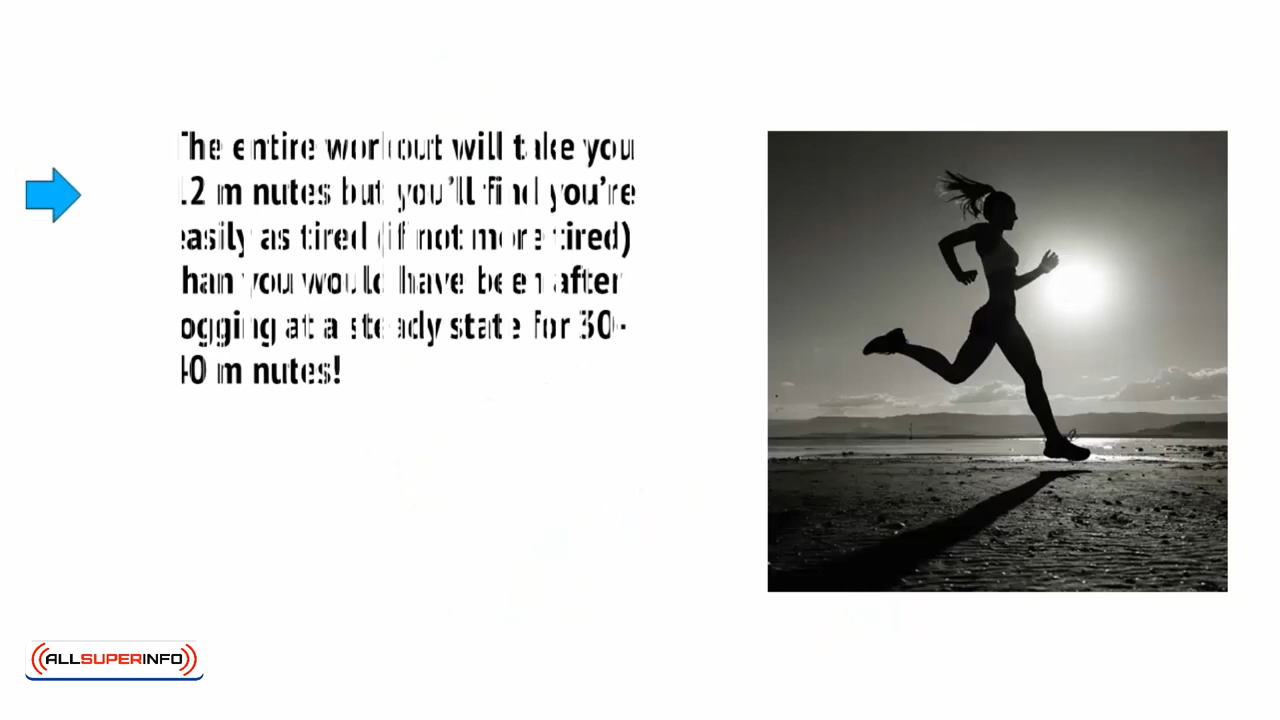 The entire workout will take you
12 minutes but you'll find you're
easily as tired (if not more tired)
than you would have been after
jogging at a steady state for 30-
40 minutes!
ALLSUPERINFO